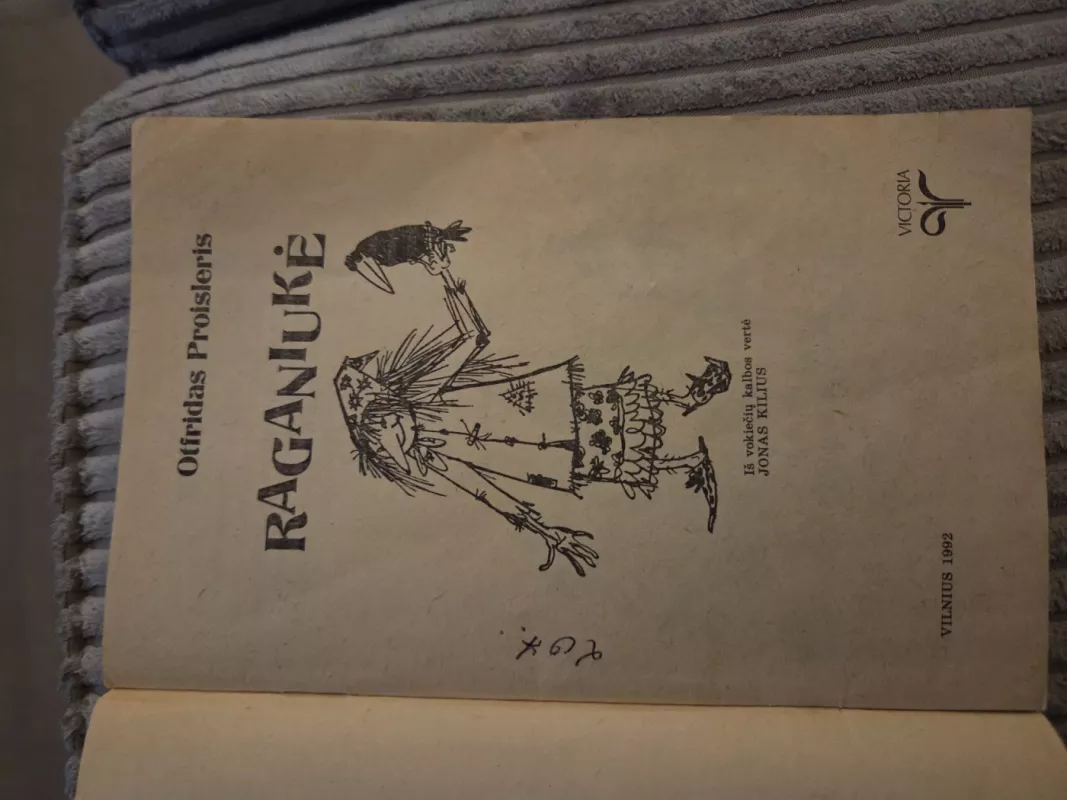 Otfridas Proisleris
RAGANIUKĖ
Iš vokiečių kalbos vertė
JONAS KILIUS
VILNIUS 1992
VICTORIA